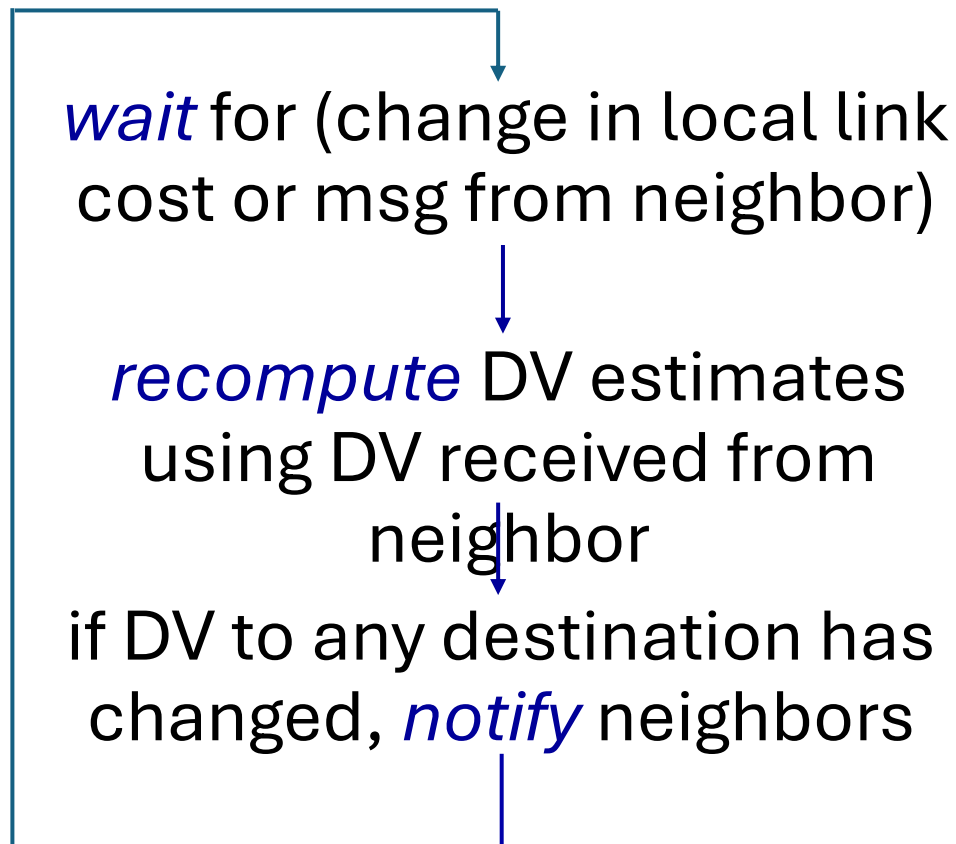 wait for (change in local link
cost or msg from neighbor)
recompute DV estimates
using DV received from
neighbor
if DV to any destination has
changed, notify neighbors